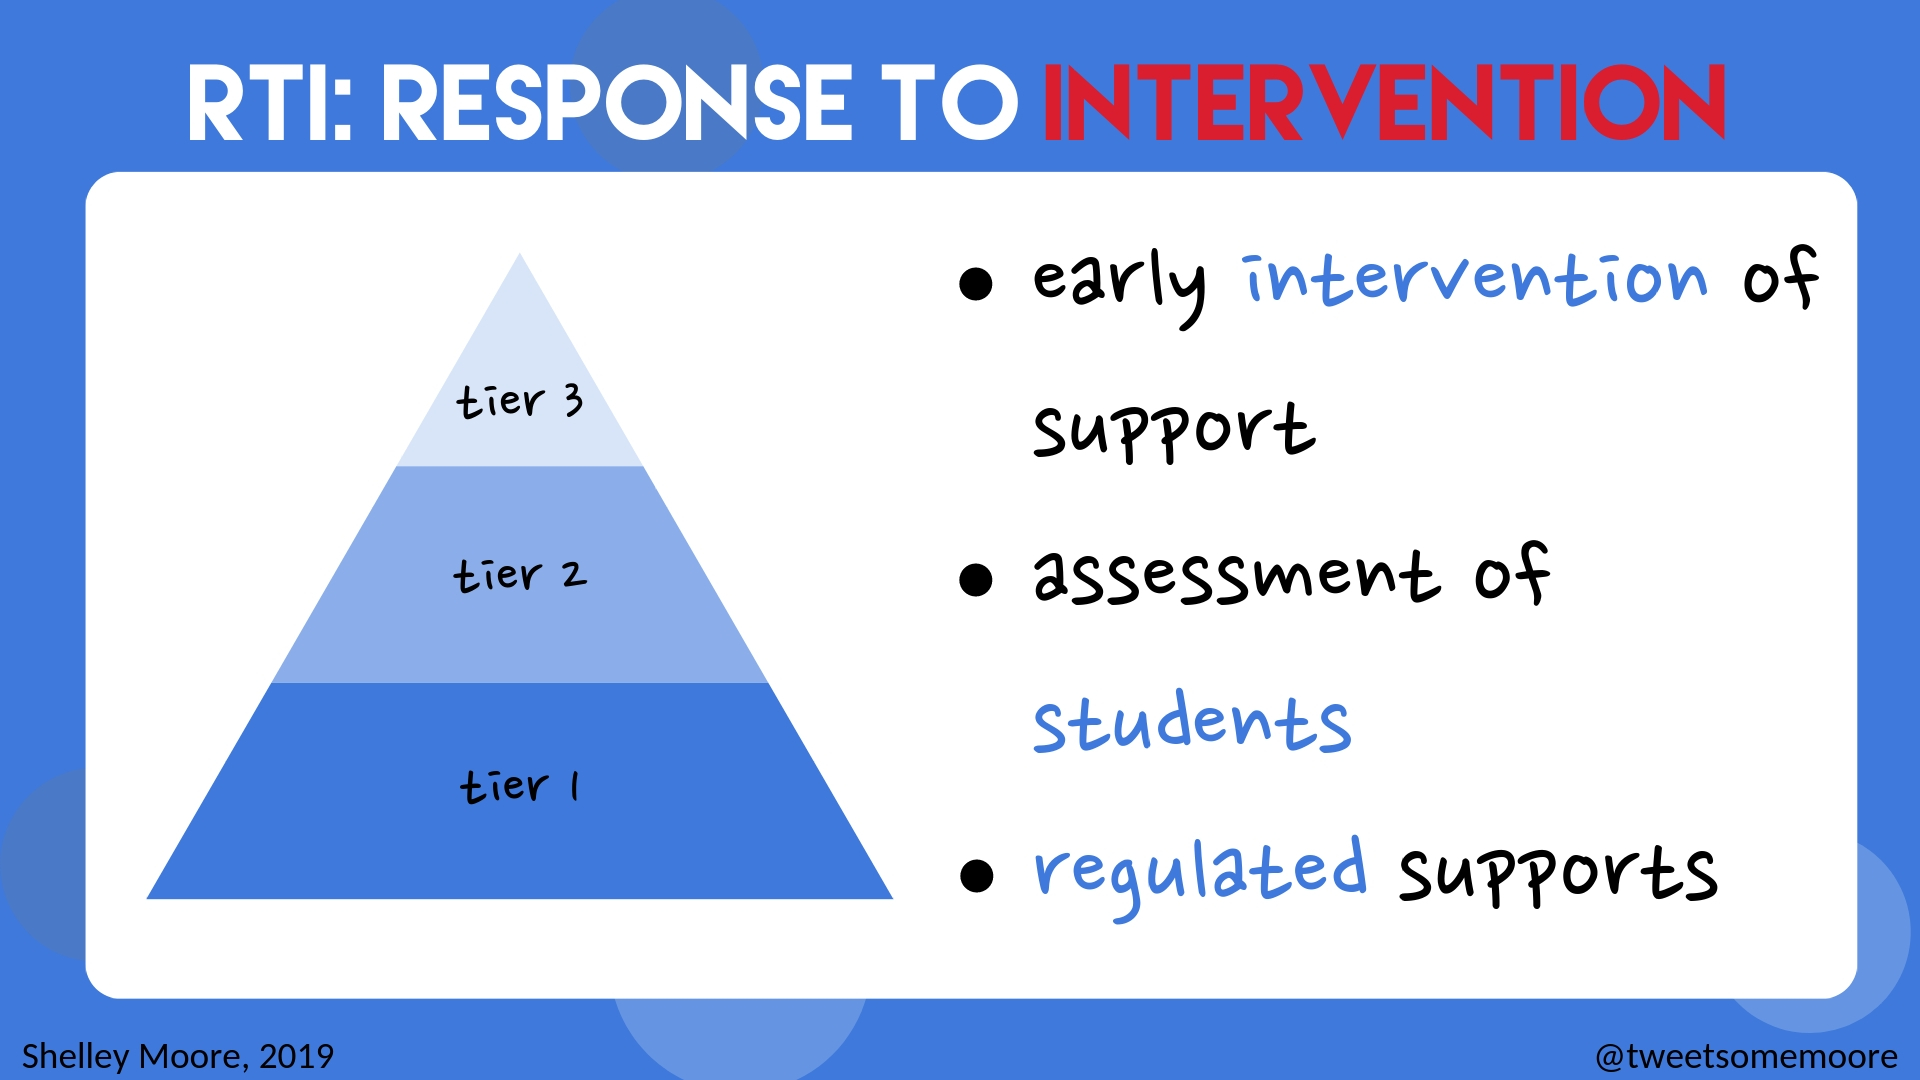 RTI: RESPONSE TO INTERVENTION
tier 3
tier 2
tier 1
● early intervention of
support
● assessment of
students
● regulated supports
Shelley Moore, 2019
@tweetsomemoore